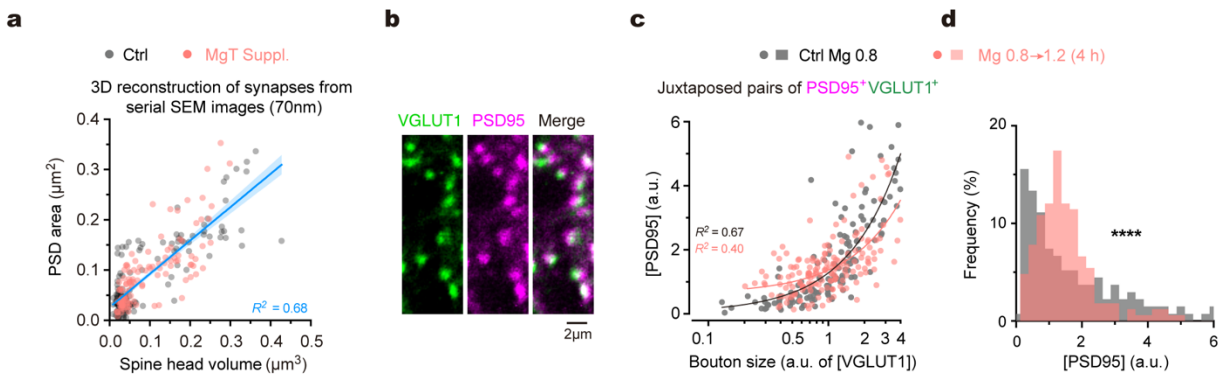 a
Ctrl MgT Suppl.
3D reconstruction of synapses from
serial SEM images (70nm)
PSD area (µm²)
0.4
0.3
0.2
0.1
0.0
R² = 0.68
0.0 0.1 0.2 0.3 0.4 0.5
Spine head volume (µm³)
b
VGLUT1 PSD95 Merge
2µm
c
Ctrl Mg 0.8
Juxtaposed pairs of PSD95⁺VGLUT1⁺
[PSD95] (a.u.)
6
5
4
3
2
1
0
R² = 0.67
R² = 0.40
0.1 0.5 1 2 3 4
Bouton size (a.u. of [VGLUT1])
d
Mg 0.8→1.2 (4 h)
Frequency (%)
20
10
0
****
0 2 4 6
[PSD95] (a.u.)